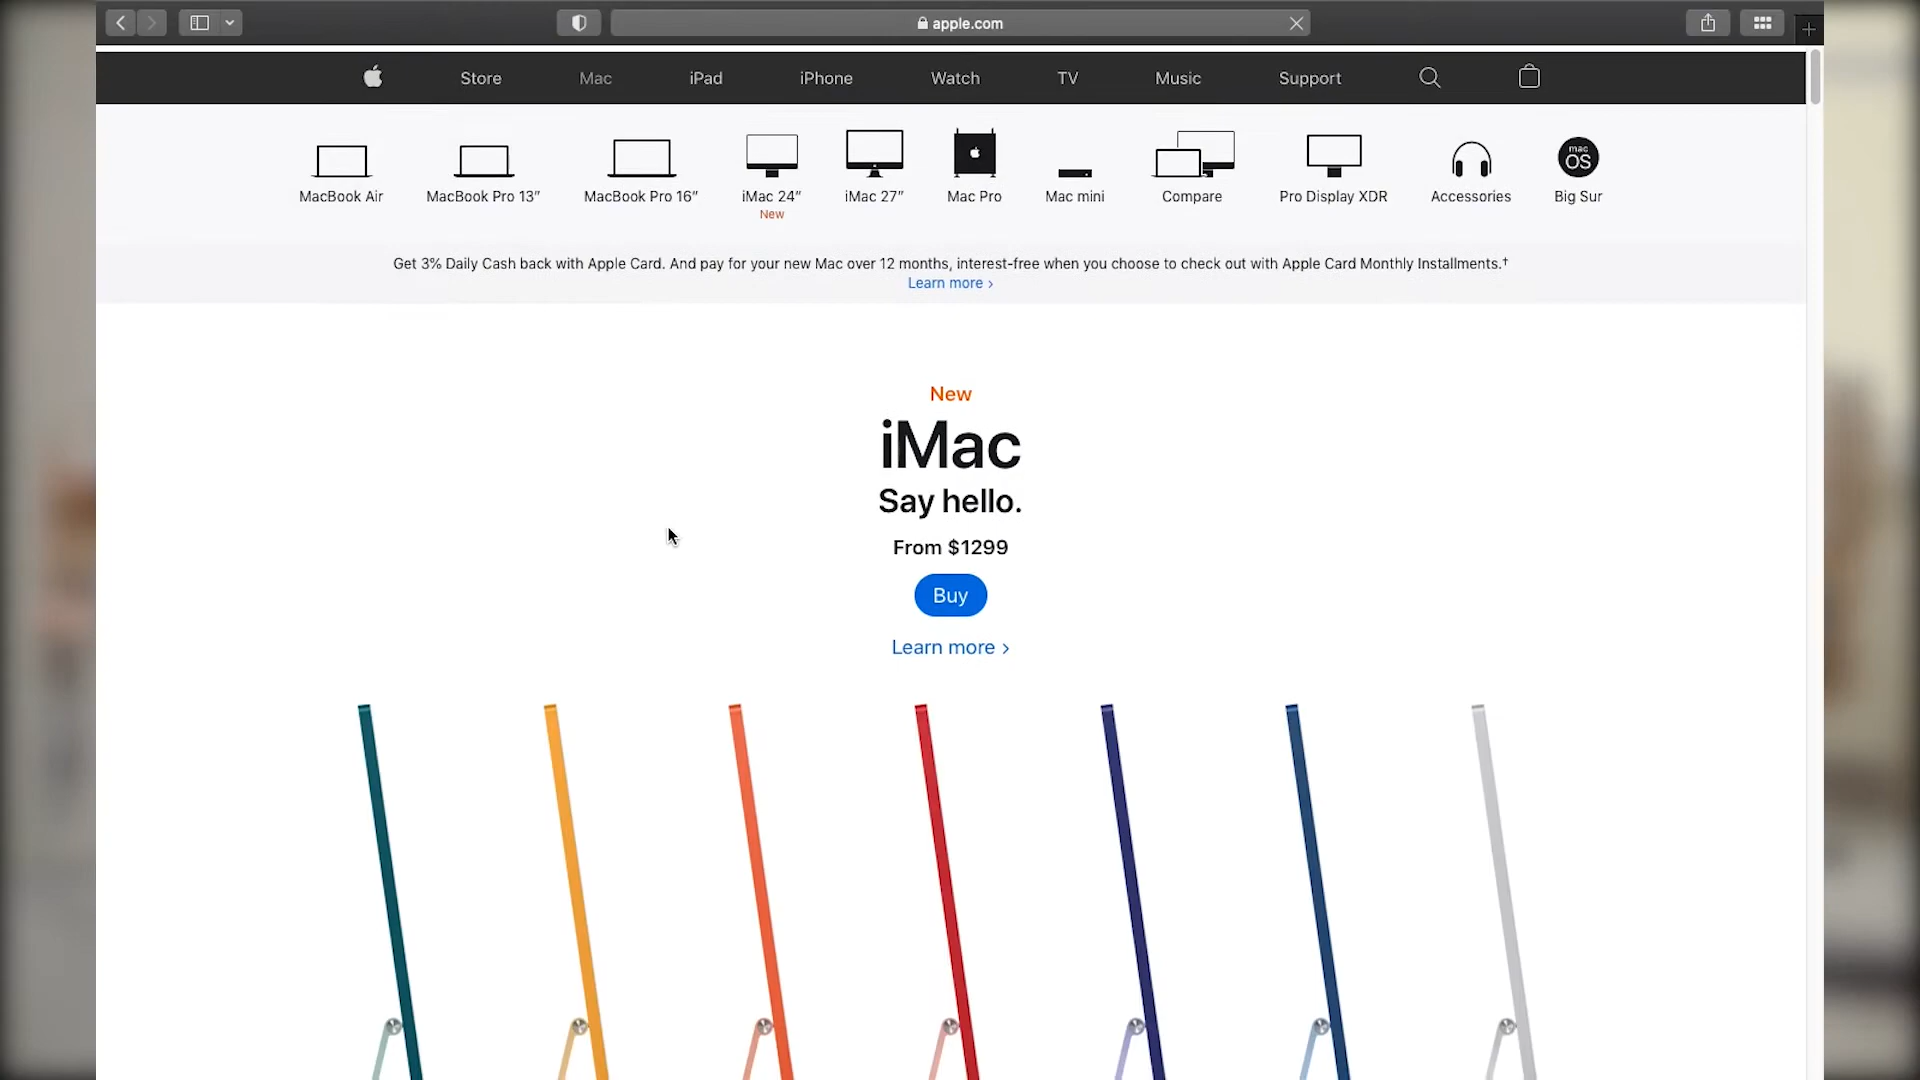 apple.com
Store Mac iPad iPhone Watch TV Music Support
MacBook Air MacBook Pro 13″ MacBook Pro 16″ iMac 24″ iMac 27″ Mac Pro Mac mini Compare Pro Display XDR Accessories mac OS Big Sur
New
Get 3% Daily Cash back with Apple Card. And pay for your new Mac over 12 months, interest-free when you choose to check out with Apple Card Monthly Installments.†
Learn more ›
New
iMac
Say hello.
From $1299
Buy
Learn more ›